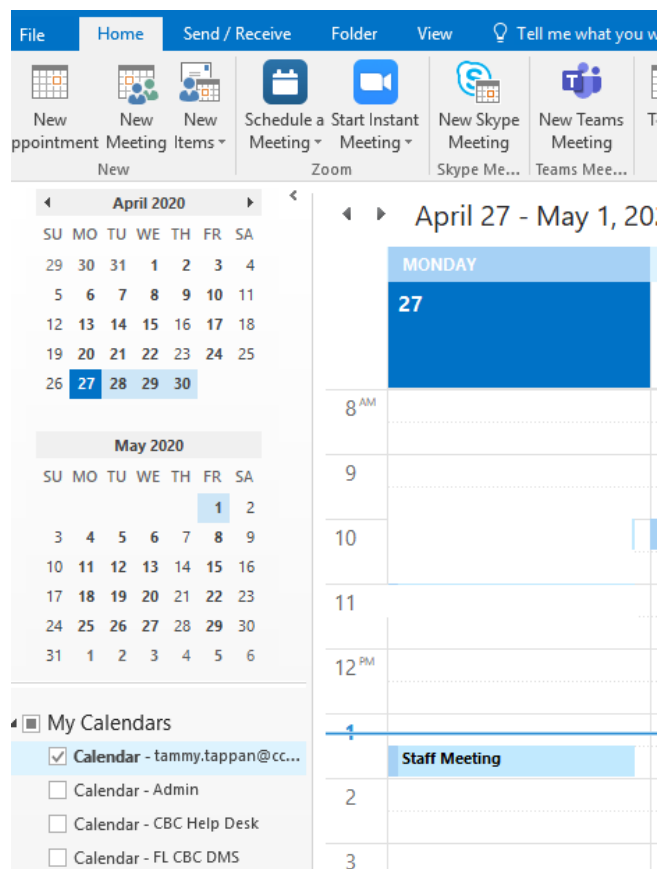 File Home Send / Receive Folder View Tell me what you w
New New New Schedule a Start Instant New Skype New Teams
ppointment Meeting Items Meeting Meeting Meeting Meeting
New Zoom Skype Me... Teams Mee...
April 2020
SU MO TU WE TH FR SA
29 30 31 1 2 3 4
5 6 7 8 9 10 11
12 13 14 15 16 17 18
19 20 21 22 23 24 25
26 27 28 29 30
May 2020
SU MO TU WE TH FR SA
1 2
3 4 5 6 7 8 9
10 11 12 13 14 15 16
17 18 19 20 21 22 23
24 25 26 27 28 29 30
31 1 2 3 4 5 6
My Calendars
Calendar - tammy.tappan@cc...
Calendar - Admin
Calendar - CBC Help Desk
Calendar - FL CBC DMS
April 27 - May 1, 202
MONDAY
27
8 AM
9
10
11
12 PM
1
Staff Meeting
2
3